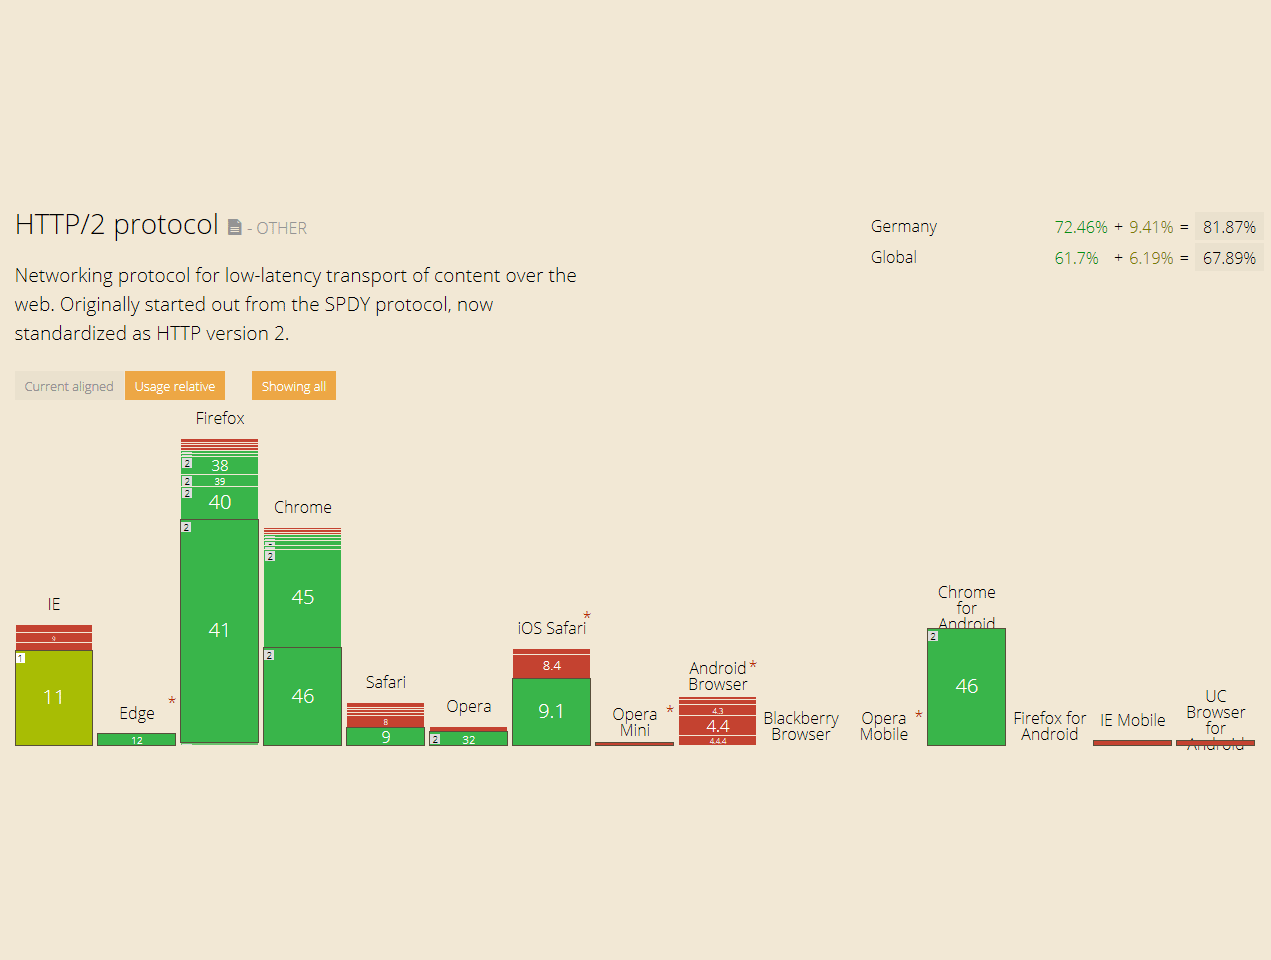 HTTP/2 protocol - OTHER
Germany 72.46% + 9.41% = 81.87%
Global 61.7% + 6.19% = 67.89%
Networking protocol for low-latency transport of content over the
web. Originally started out from the SPDY protocol, now
standardized as HTTP version 2.
Current aligned Usage relative Showing all
Firefox
2 38
2 39
2 40
2
41
Chrome
2
45
2
46
IE
9
1
11
Edge *
12
Safari
8
9
Opera
2 32
iOS Safari *
8.4
9.1
Opera
Mini *
Android
Browser *
4.3
4.4
4.4.4
Blackberry
Browser
Opera
Mobile *
Chrome
for
Android
2
46
Firefox for
Android
IE Mobile
UC
Browser
for
Android